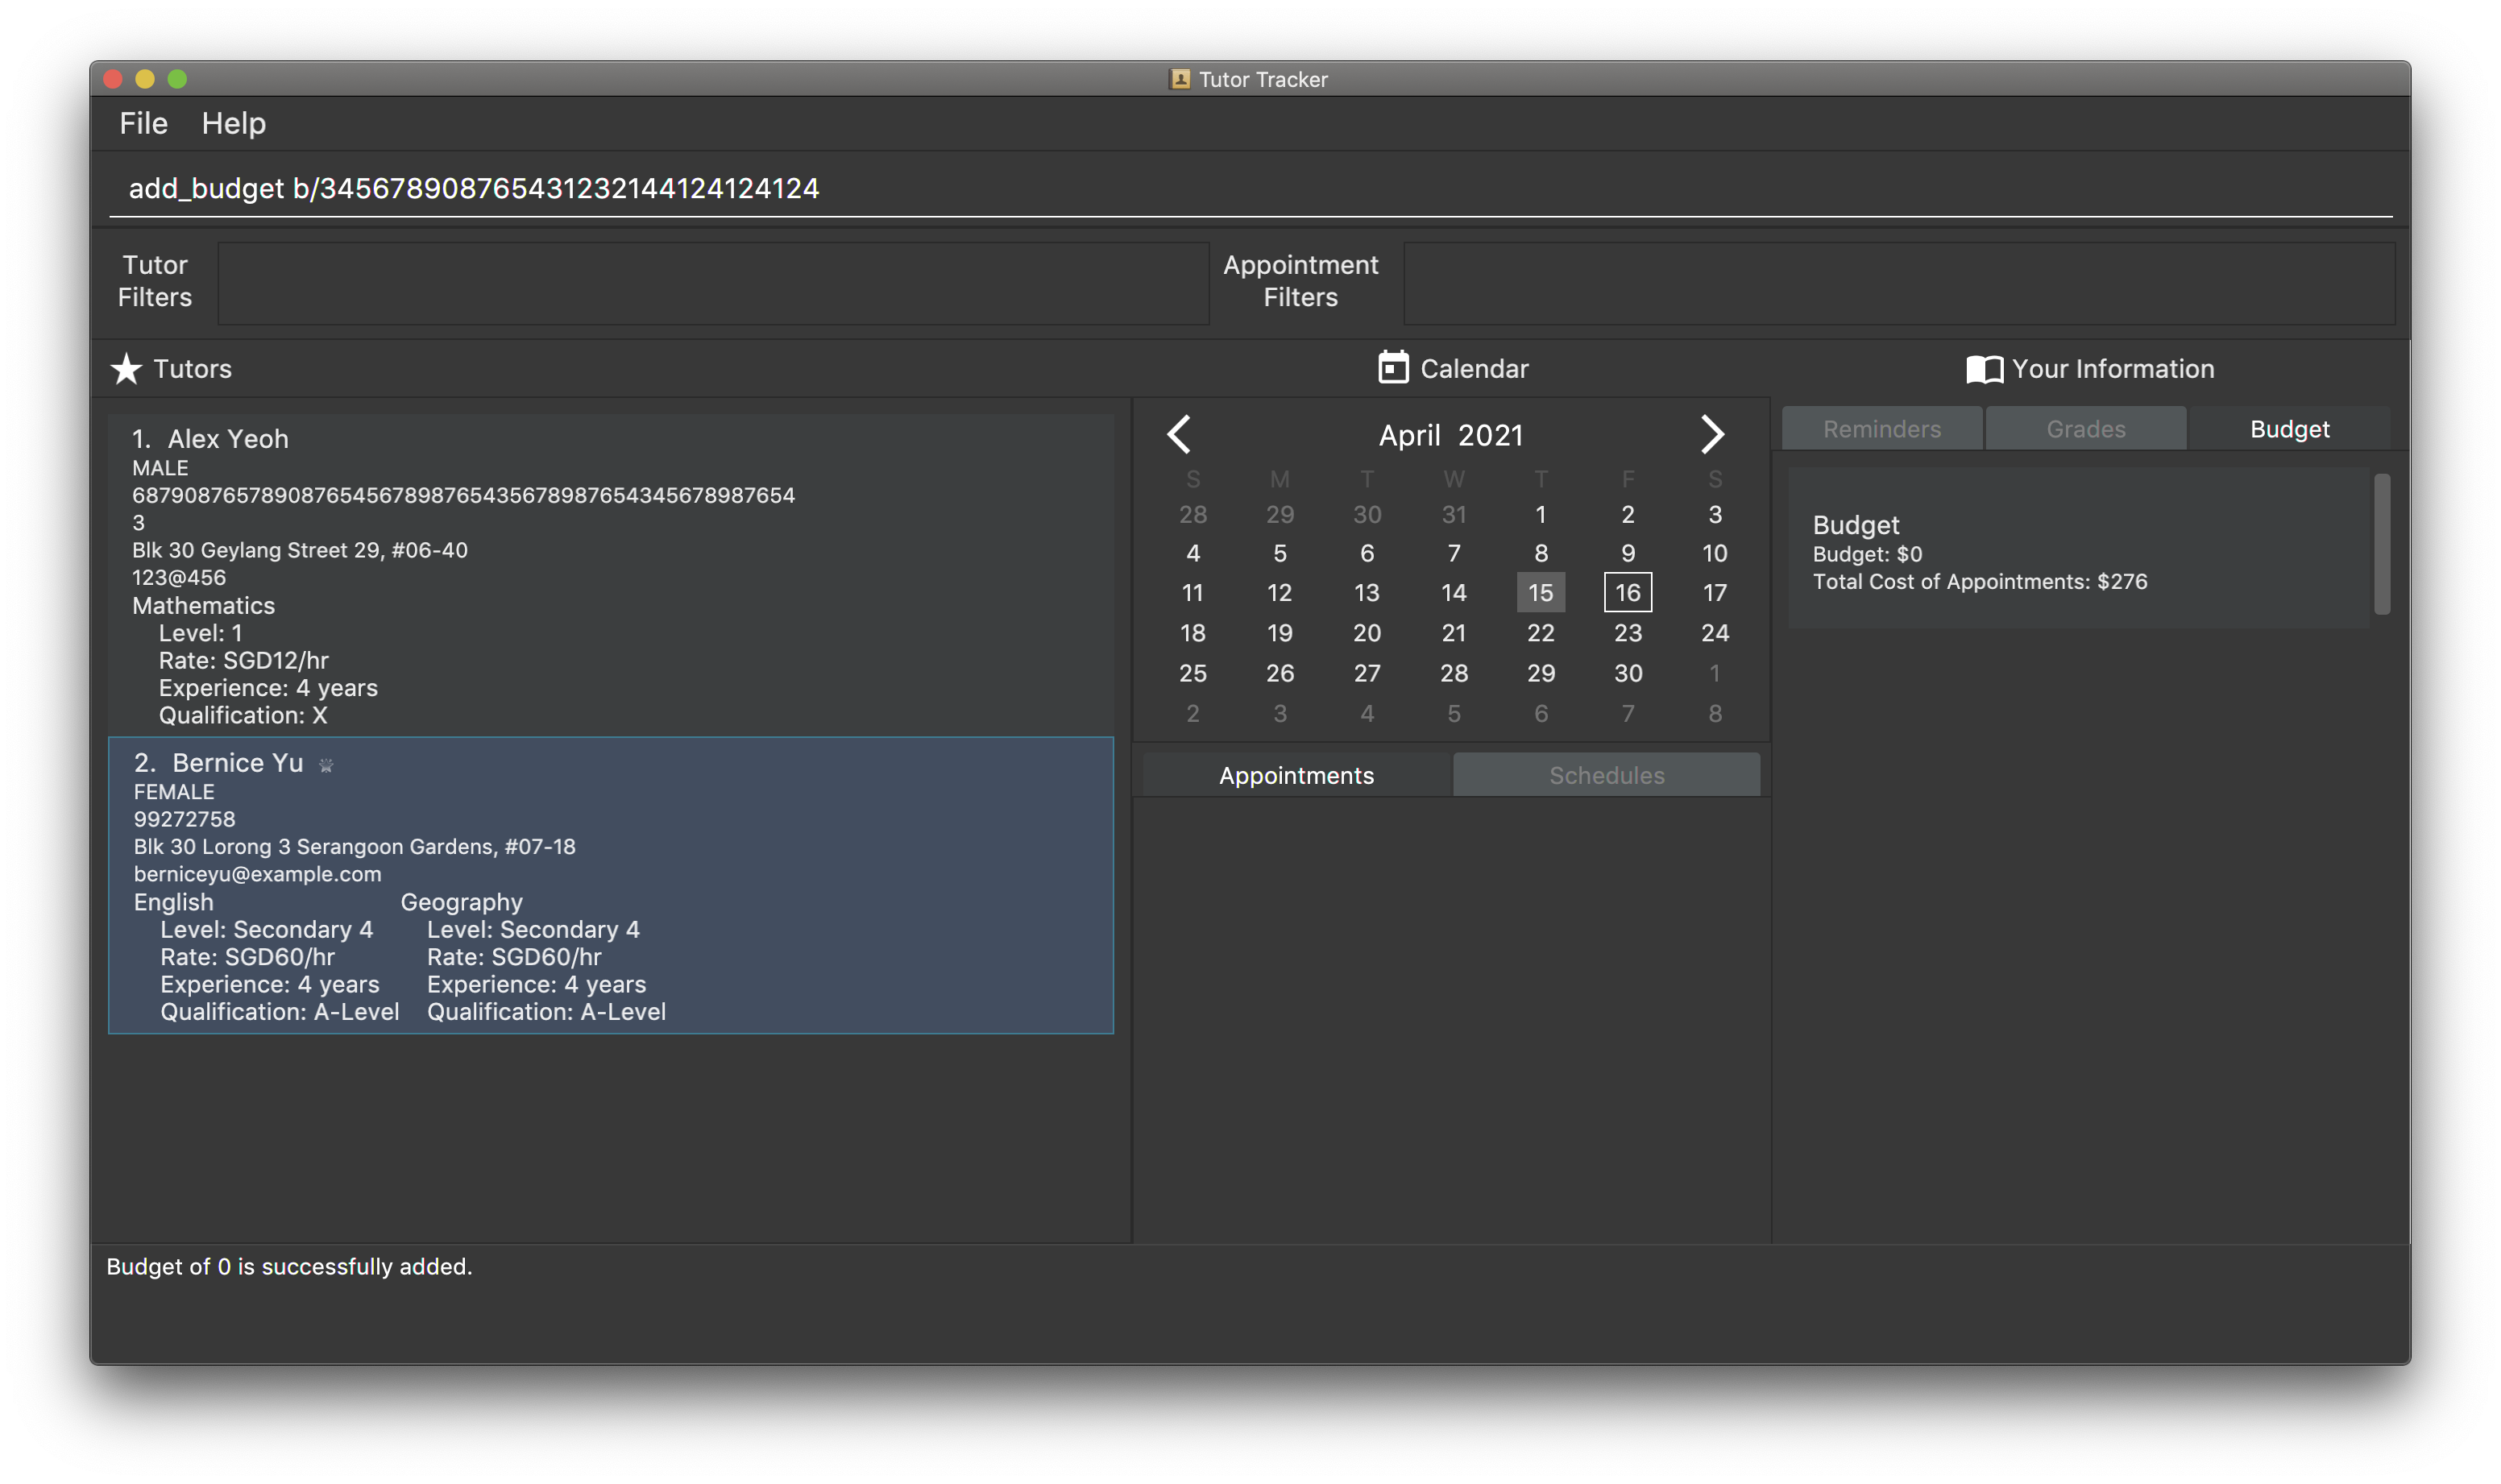 Tutor Tracker
File Help
add_budget b/3456789087654312321441241​24124
Tutor
Filters
Appointment
Filters
Tutors
Calendar
Your Information
1. Alex Yeoh
MALE
6879087657890876545678987654356789876543456789​87654
3
Blk 30 Geylang Street 29, #06-40
123@456
Mathematics
Level: 1
Rate: SGD12/hr
Experience: 4 years
Qualification: X
2. Bernice Yu
FEMALE
99272758
Blk 30 Lorong 3 Serangoon Gardens, #07-18
berniceyu@example.com
English Geography
Level: Secondary 4 Level: Secondary 4
Rate: SGD60/hr Rate: SGD60/hr
Experience: 4 years Experience: 4 years
Qualification: A-Level Qualification: A-Level
April 2021
S M T W T F S
28 29 30 31 1 2 3
4 5 6 7 8 9 10
11 12 13 14 15 16 17
18 19 20 21 22 23 24
25 26 27 28 29 30 1
2 3 4 5 6 7 8
Appointments Schedules
Reminders Grades Budget
Budget
Budget: $0
Total Cost of Appointments: $276
Budget of 0 is successfully added.